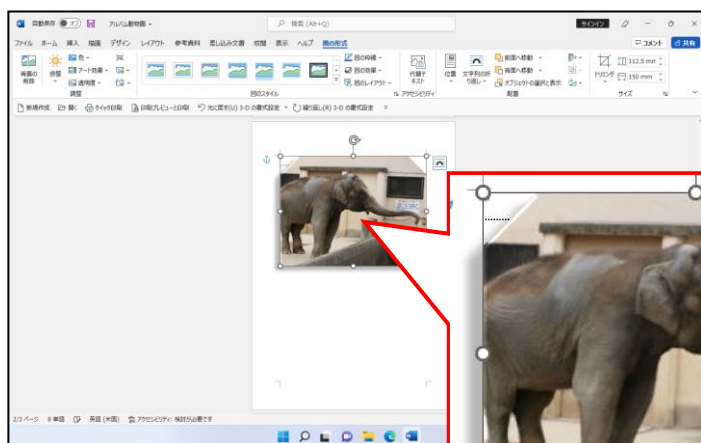 自動保存 オフ アルバム動物園 検索 (Alt+Q) サインイン
ファイル ホーム 挿入 描画 デザイン レイアウト 参考資料 差し込み文書 校閲 表示 ヘルプ 図の形式 コメント 共有
背景の削除 修整 色 アート効果 透明度 図の枠線 図の効果 図のレイアウト 代替テキスト 位置 文字列の折り返し 前面へ移動 背面へ移動 オブジェクトの選択と表示 トリミング 112.5 mm 150 mm
調整 図のスタイル アクセシビリティ 配置 サイズ
新規作成 開く クイック印刷 印刷プレビューと印刷 元に戻す(U) 3-D の書式設定 繰り返し(R) 3-D の書式設定
2/3 ページ 8 単語 英語 (米国) アクセシビリティ: 検討が必要です